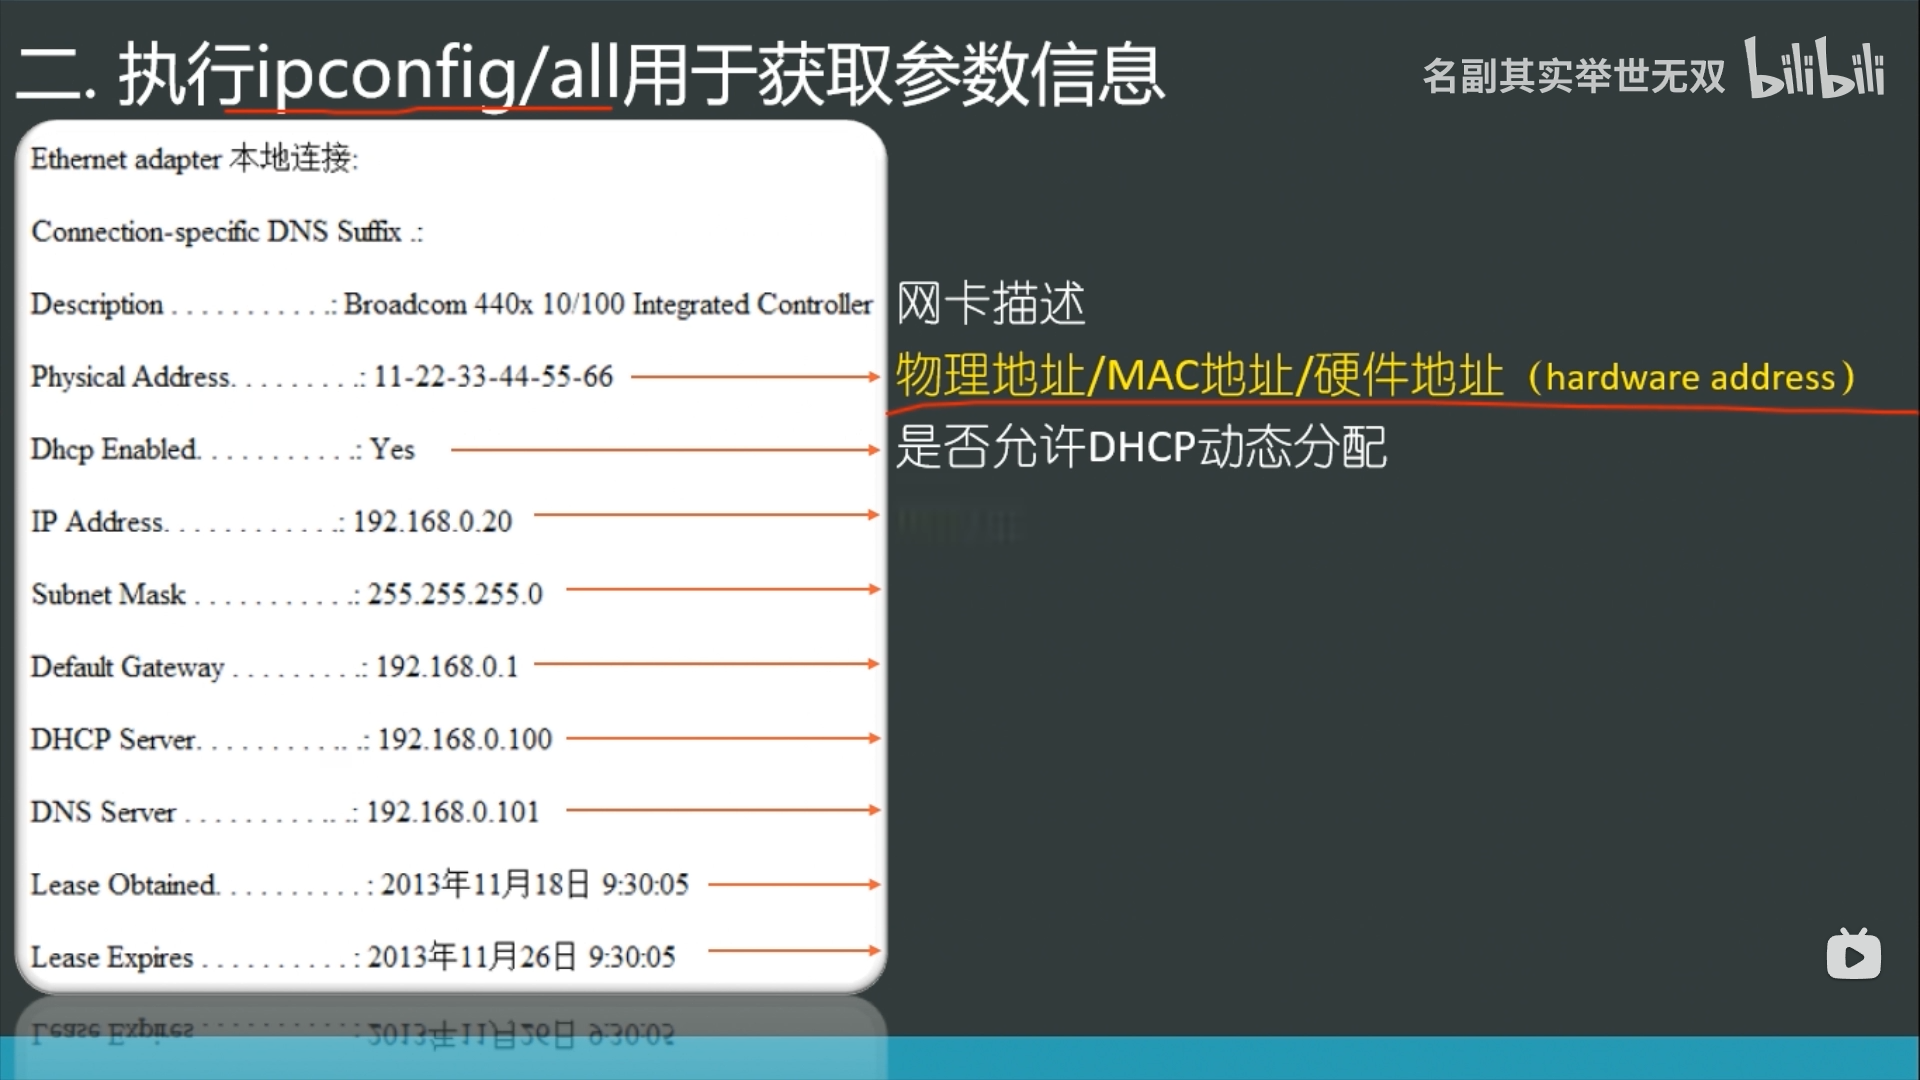 二. 执行ipconfig/all用于获取参数信息
名副其实举世无双 bilibili
Ethernet adapter 本地连接:
Connection-specific DNS Suffix .:
Description . . . . . . . . . . .: Broadcom 440x 10/100 Integrated Controller
网卡描述
Physical Address. . . . . . . . .: 11-22-33-44-55-66
物理地址/MAC地址/硬件地址（hardware address）
Dhcp Enabled. . . . . . . . . . .: Yes
是否允许DHCP动态分配
IP Address. . . . . . . . . . . .: 192.168.0.20
Subnet Mask . . . . . . . . . . .: 255.255.255.0
Default Gateway . . . . . . . . .: 192.168.0.1
DHCP Server. . . . . . . . . .. .: 192.168.0.100
DNS Server . . . . . . . . . .. .: 192.168.0.101
Lease Obtained. . . . . . . . . . : 2013年11月18日 9:30:05
Lease Expires . . . . . . . . . . : 2013年11月26日 9:30:05